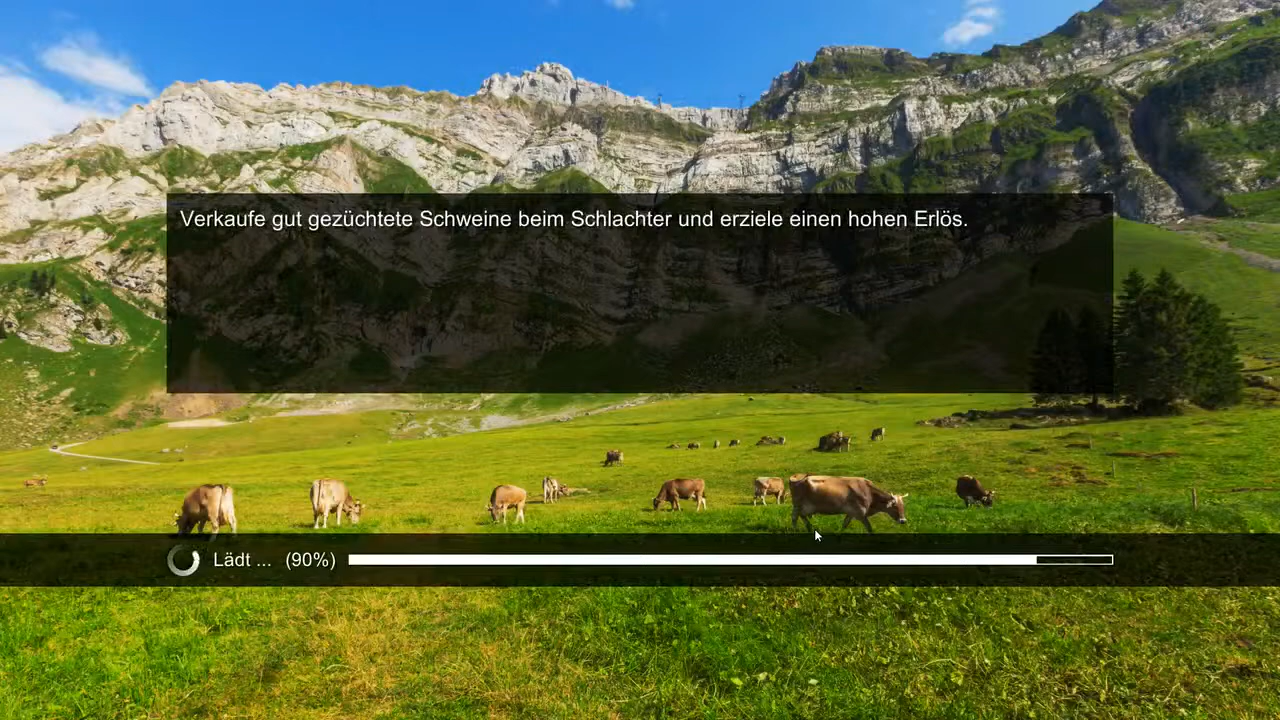 Verkaufe gut gezüchtete Schweine beim Schlachter und erziele einen hohen Erlös.
Lädt ... (90%)